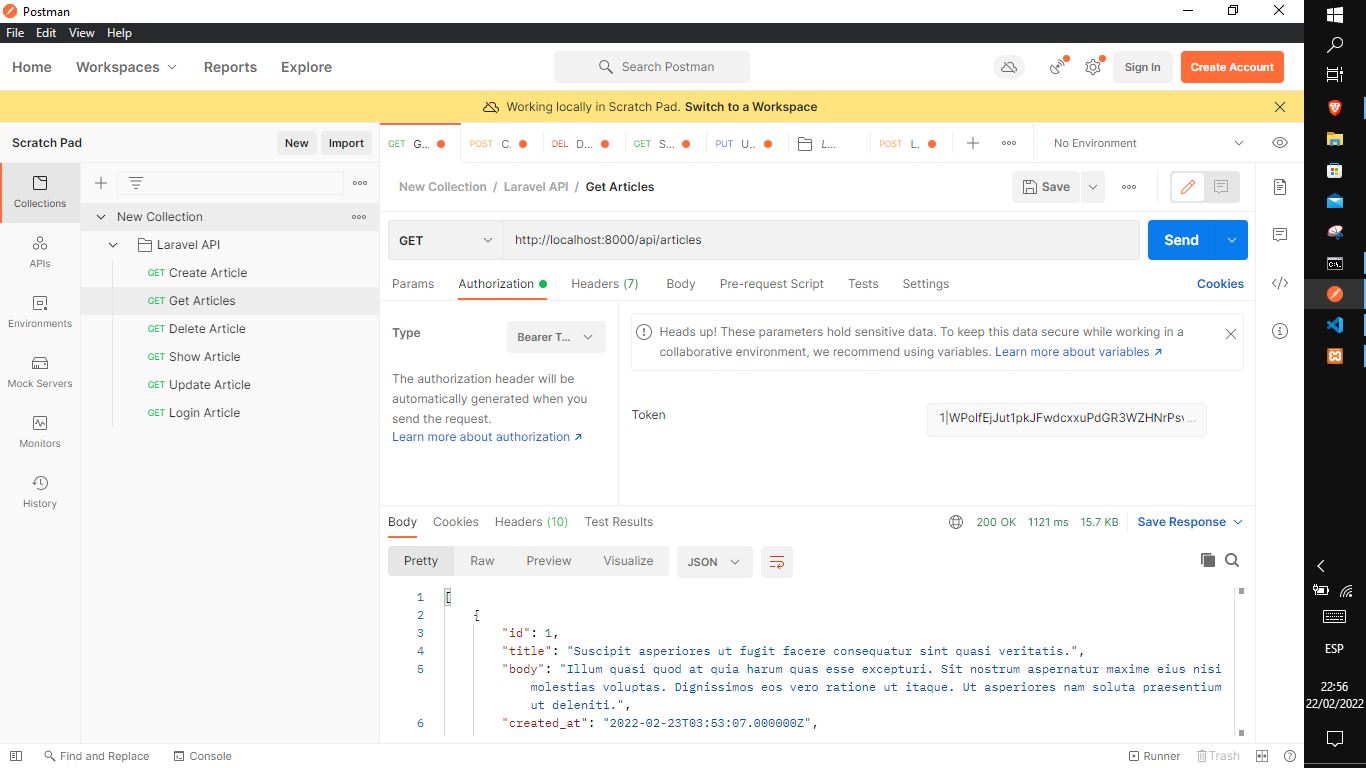 Postman
File Edit View Help
Home Workspaces Reports Explore Search Postman Sign In Create Account
Working locally in Scratch Pad. Switch to a Workspace
Scratch Pad New Import
GET G... POST C. DEL D... GET S... PUT U.. L... POST L. No Environment
Collections
APIs
Environments
Mock Servers
Monitors
History
New Collection
Laravel API
GET Create Article
GET Get Articles
GET Delete Article
GET Show Article
GET Update Article
GET Login Article
New Collection / Laravel API / Get Articles Save
GET http://localhost:8000/api/articles Send
Params Authorization Headers (7) Body Pre-request Script Tests Settings Cookies
Type Bearer T...
The authorization header will be
automatically generated when you
send the request.
Learn more about authorization ↗
Heads up! These parameters hold sensitive data. To keep this data secure while working in a
collaborative environment, we recommend using variables. Learn more about variables ↗
Token 1|WPolfEjJut1pkJFwdcxxuPdGR3WZHNrPsv...
Body Cookies Headers (10) Test Results 200 OK 1121 ms 15.7 KB Save Response
Pretty Raw Preview Visualize JSON
1 [
2 {
3 "id": 1,
4 "title": "Suscipit asperiores ut fugit facere consequatur sint quasi veritatis.",
5 "body": "Illum quasi quod at quia harum quas esse excepturi. Sit nostrum aspernatur maxime eius nisi
molestias voluptas. Dignissimos eos vero ratione ut itaque. Ut asperiores nam soluta praesentium
ut deleniti.",
6 "created_at": "2022-02-23T03:53:07.000000Z",
Find and Replace Console Runner Trash
ESP
22:56
22/02/2022